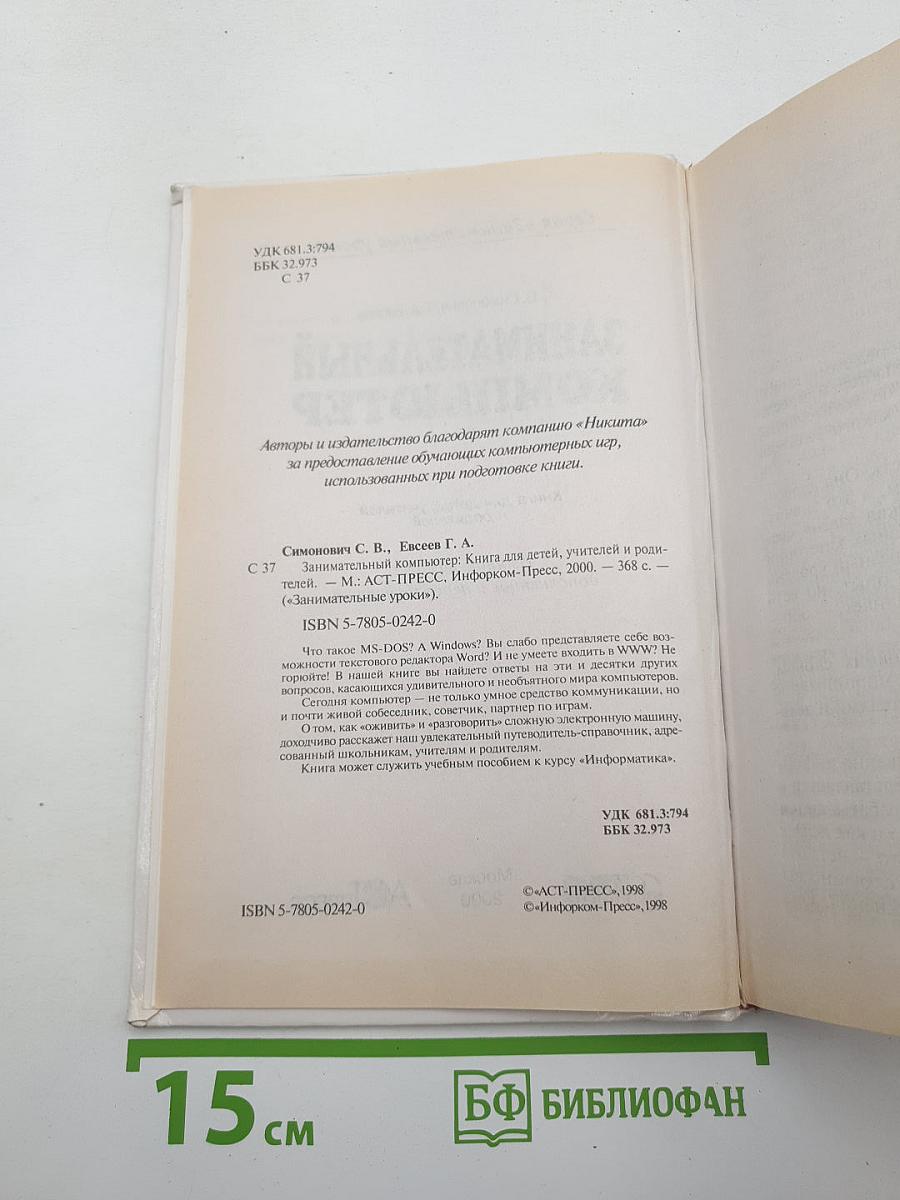 УДК 681.3:794
ББК 32.973
С 37
ЗАНИМАТЕЛЬНЫЙ
КОМПЬЮТЕР
Авторы и издательство благодарят компанию «Никита»
за предоставление обучающих компьютерных игр,
использованных при подготовке книги.
Симонович С. В., Евсеев Г. А.
С 37 Занимательный компьютер: Книга для детей, учителей и роди-
телей. — М.: АСТ-ПРЕСС, Инфорком-Пресс, 2000. — 368 с. —
(«Занимательные уроки»).
ISBN 5-7805-0242-0
Что такое MS-DOS? А Windows? Вы слабо представляете себе воз-
можности текстового редактора Word? И не умеете входить в WWW? Не
горюйте! В нашей книге вы найдете ответы на эти и десятки других
вопросов, касающихся удивительного и необъятного мира компьютеров.
Сегодня компьютер — не только умное средство коммуникации, но
и почти живой собеседник, советчик, партнер по играм.
О том, как «оживить» и «разговорить» сложную электронную машину,
доходчиво расскажет наш увлекательный путеводитель-справочник, адре-
сованный школьникам, учителям и родителям.
Книга может служить учебным пособием к курсу «Информатика».
УДК 681.3:794
ББК 32.973
Москва
2000
ISBN 5-7805-0242-0
©«АСТ-ПРЕСС», 1998
©«Инфорком-Пресс», 1998
15 см
БФ БИБЛИОФАН